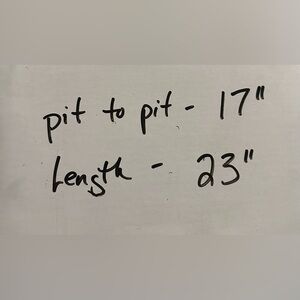 pit to pit - 17"
Length - 23"